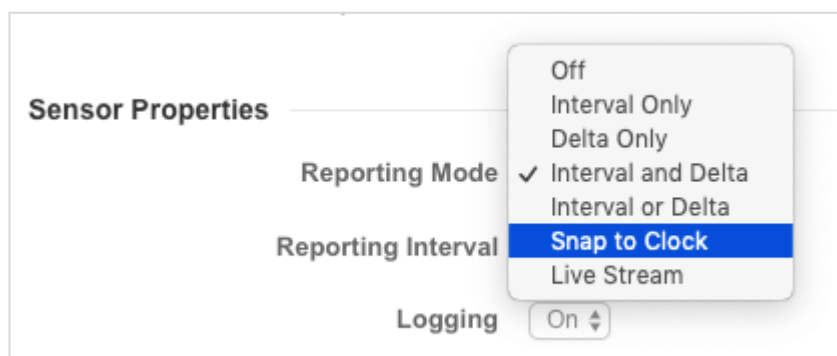 Off
Interval Only
Sensor Properties
Delta Only
Reporting Mode ✓ Interval and Delta
Interval or Delta
Reporting Interval Snap to Clock
Live Stream
Logging On